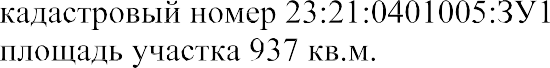 кадастровый номер 23:21:0401005:ЗУ1
площадь участка 937 кв.м.